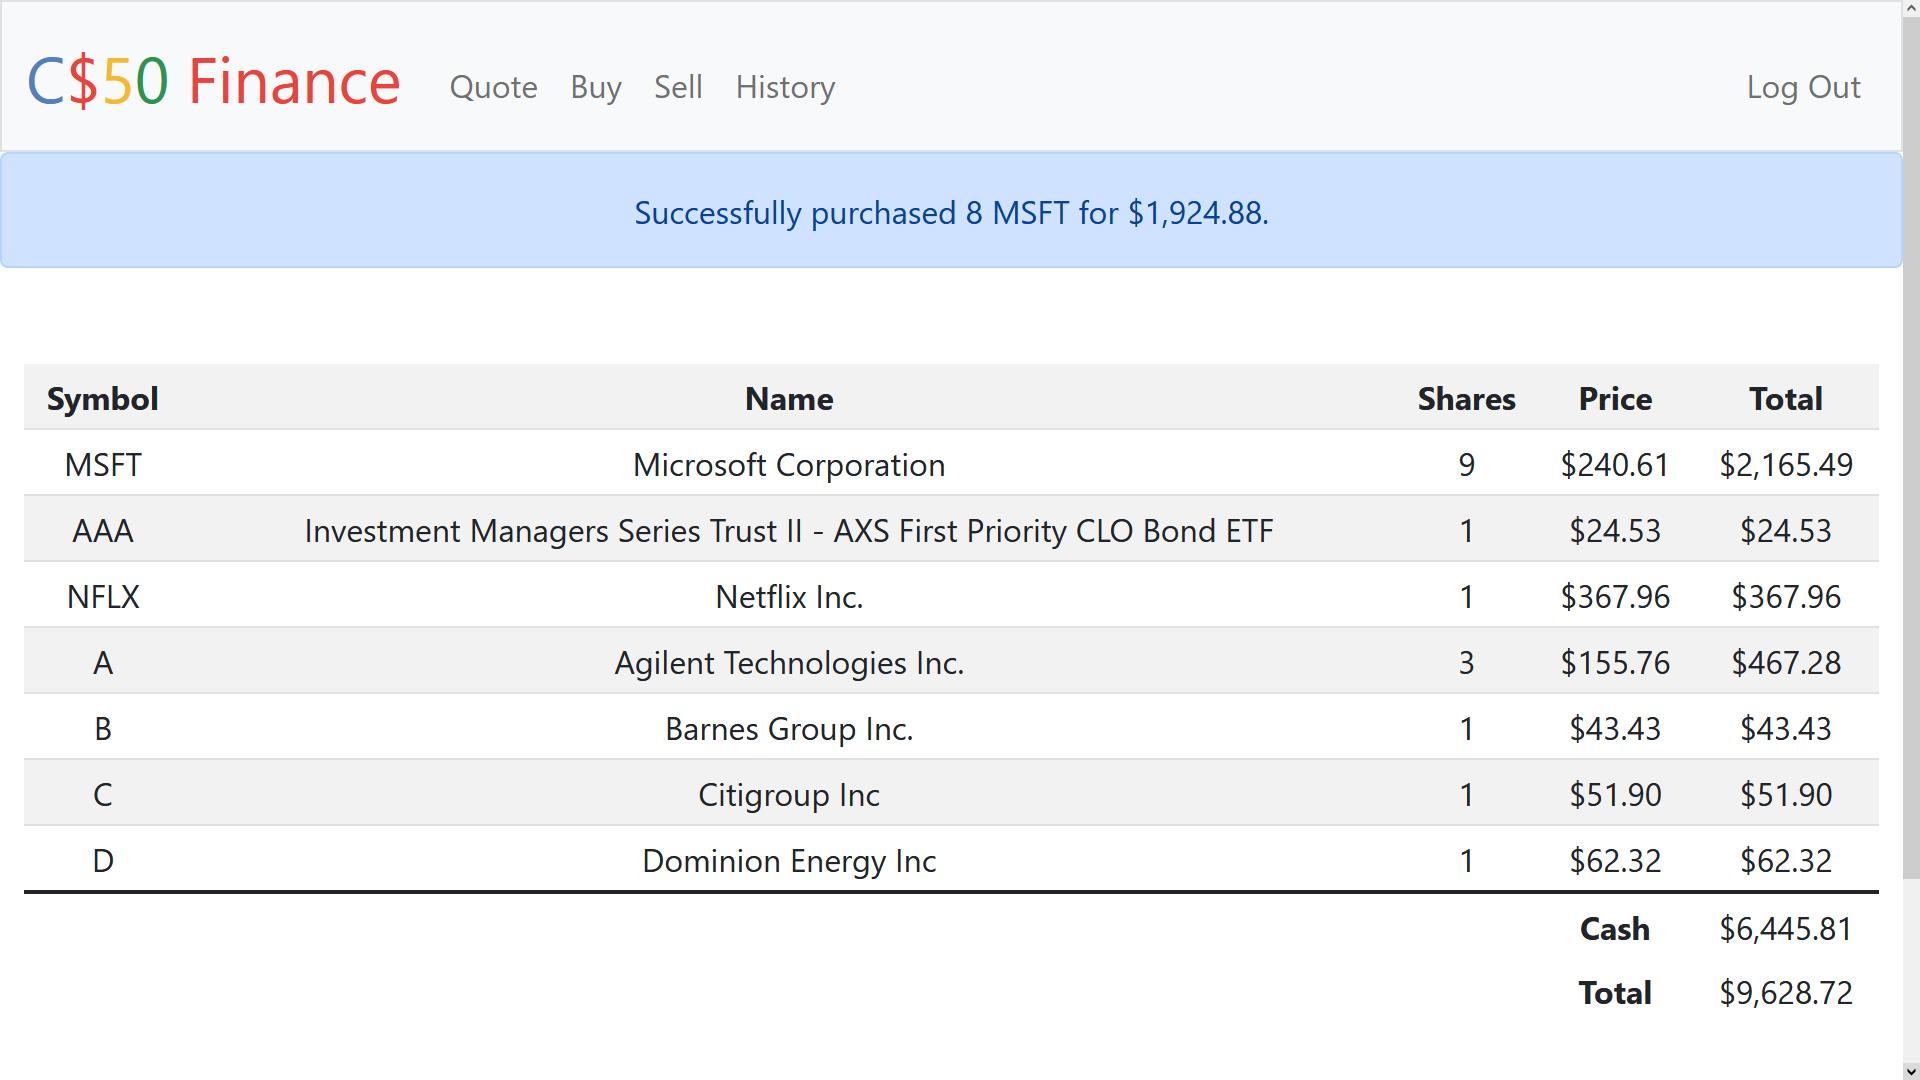 C$50 Finance Quote Buy Sell History Log Out
Successfully purchased 8 MSFT for $1,924.88.
Symbol Name Shares Price Total
MSFT Microsoft Corporation 9 $240.61 $2,165.49
AAA Investment Managers Series Trust II - AXS First Priority CLO Bond ETF 1 $24.53 $24.53
NFLX Netflix Inc. 1 $367.96 $367.96
A Agilent Technologies Inc. 3 $155.76 $467.28
B Barnes Group Inc. 1 $43.43 $43.43
C Citigroup Inc 1 $51.90 $51.90
D Dominion Energy Inc 1 $62.32 $62.32
Cash $6,445.81
Total $9,628.72